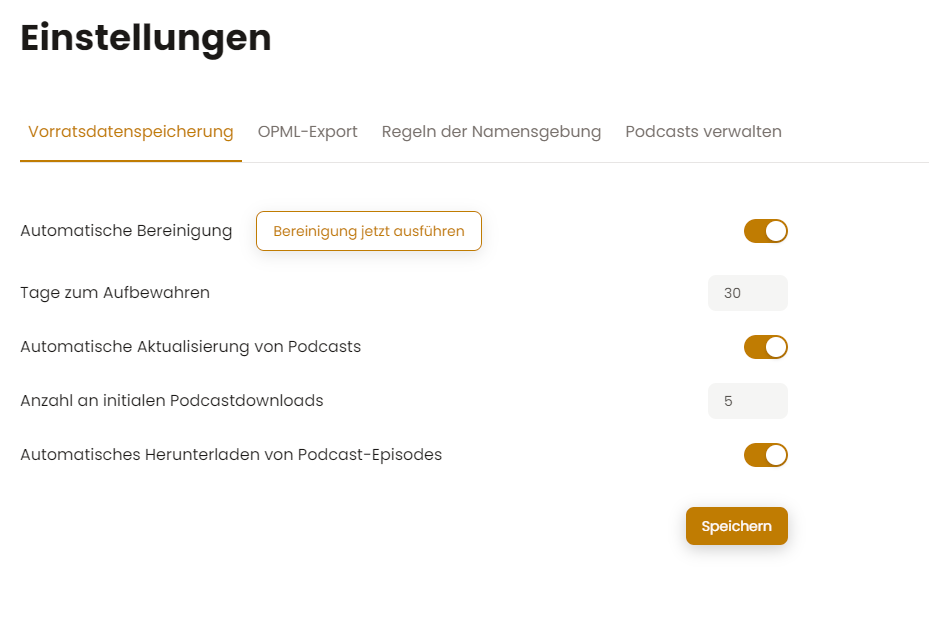 Einstellungen
Vorratsdatenspeicherung OPML-Export Regeln der Namensgebung Podcasts verwalten
Automatische Bereinigung Bereinigung jetzt ausführen
Tage zum Aufbewahren 30
Automatische Aktualisierung von Podcasts
Anzahl an initialen Podcastdownloads 5
Automatisches Herunterladen von Podcast-Episodes
Speichern